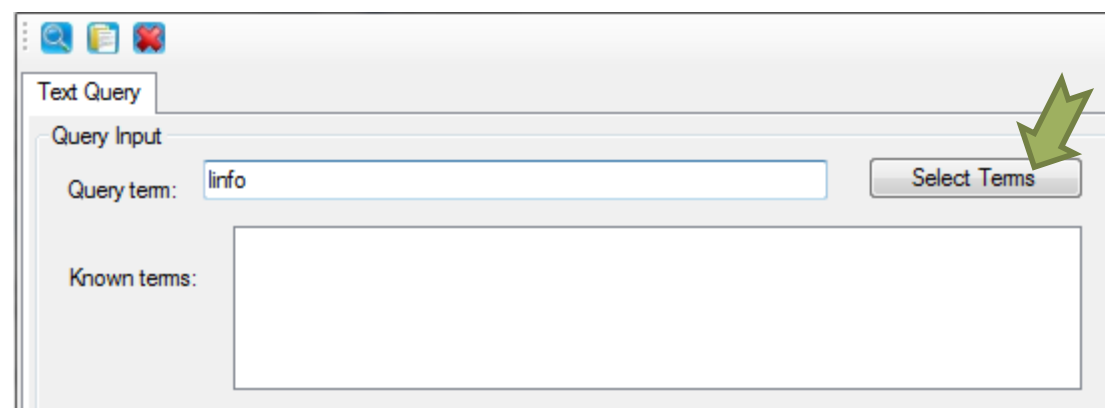 Text Query
Query Input
Query term:
linfo
Select Terms
Known terms: